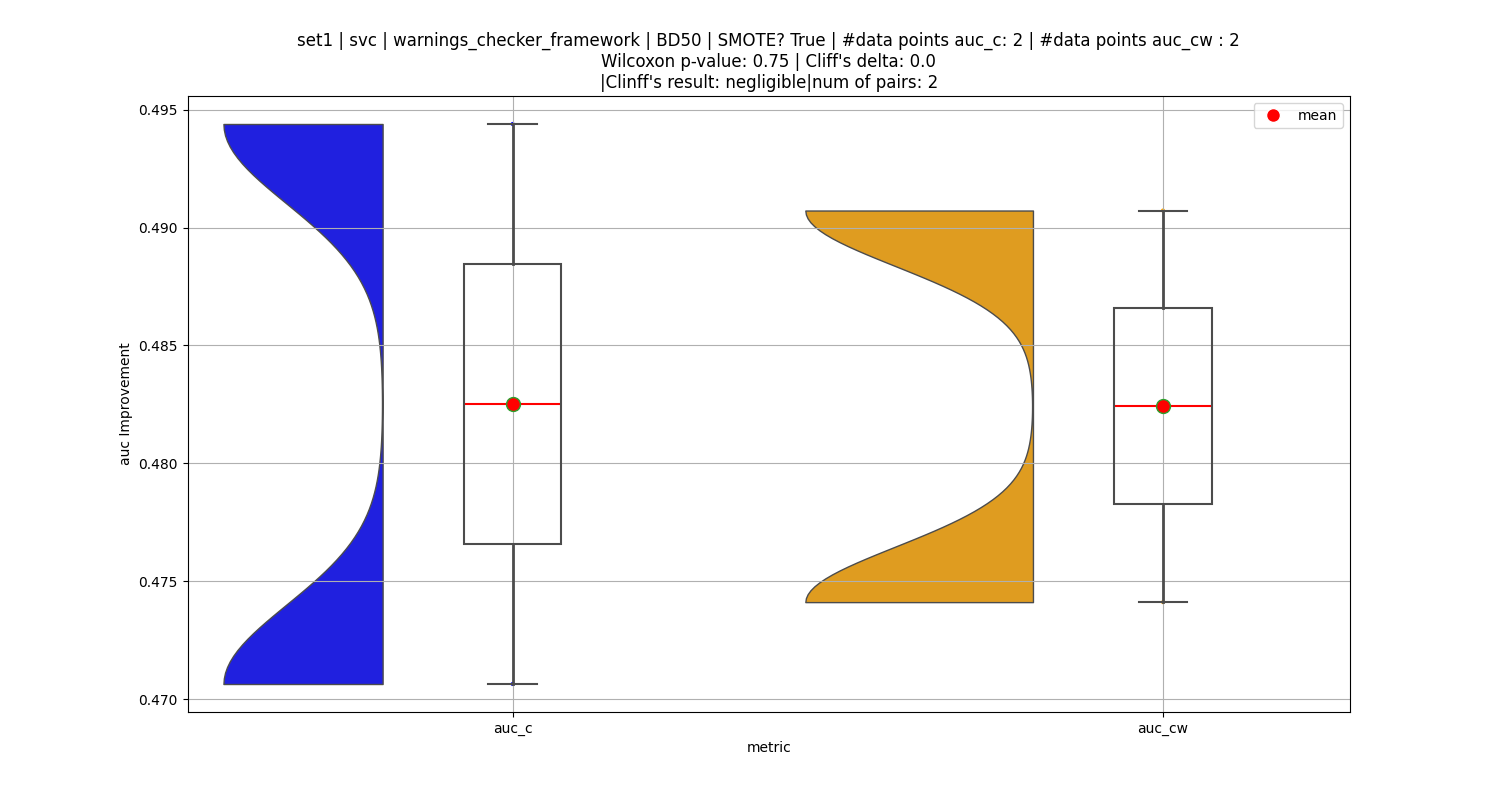 set1 | svc | warnings_checker_framework | BD50 | SMOTE? True | #data points auc_c: 2 | #data points auc_cw : 2
Wilcoxon p-value: 0.75 | Cliff's delta: 0.0
|Clinff's result: negligible|num of pairs: 2
mean
0.495
0.490
0.485
0.480
0.475
0.470
auc Improvement
auc_c
auc_cw
metric